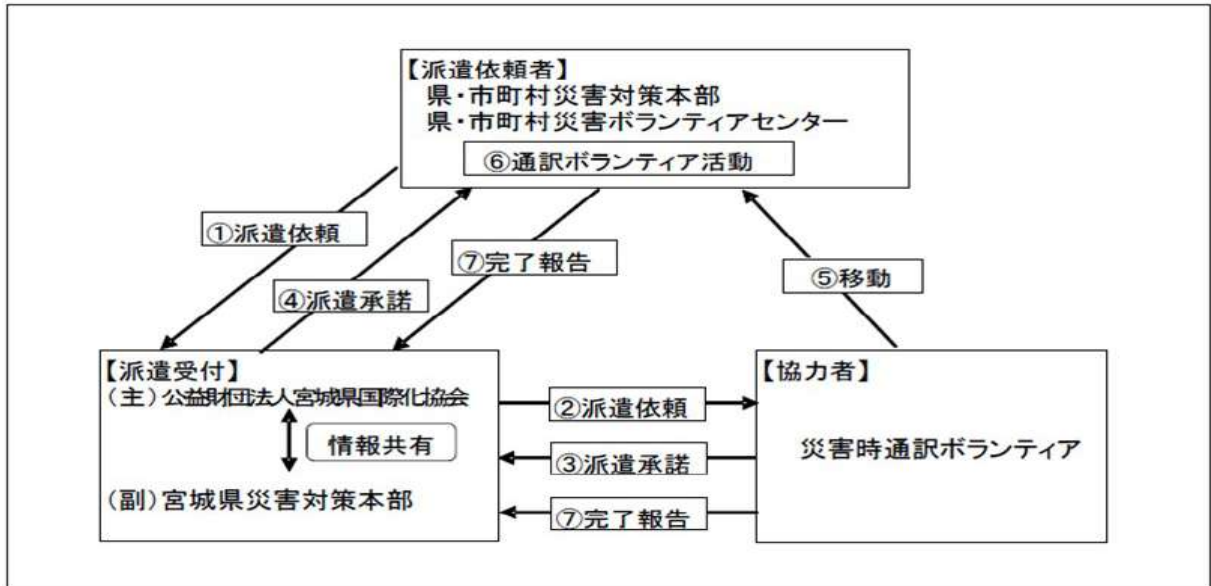 【派遣依頼者】
県・市町村災害対策本部
県・市町村災害ボランティアセンター
⑥通訳ボランティア活動
①派遣依頼
④派遣承諾
⑦完了報告
⑤移動
【派遣受付】
(主)公益財団法人宮城県国際化協会
情報共有
(副)宮城県災害対策本部
②派遣依頼
③派遣承諾
⑦完了報告
【協力者】
災害時通訳ボランティア